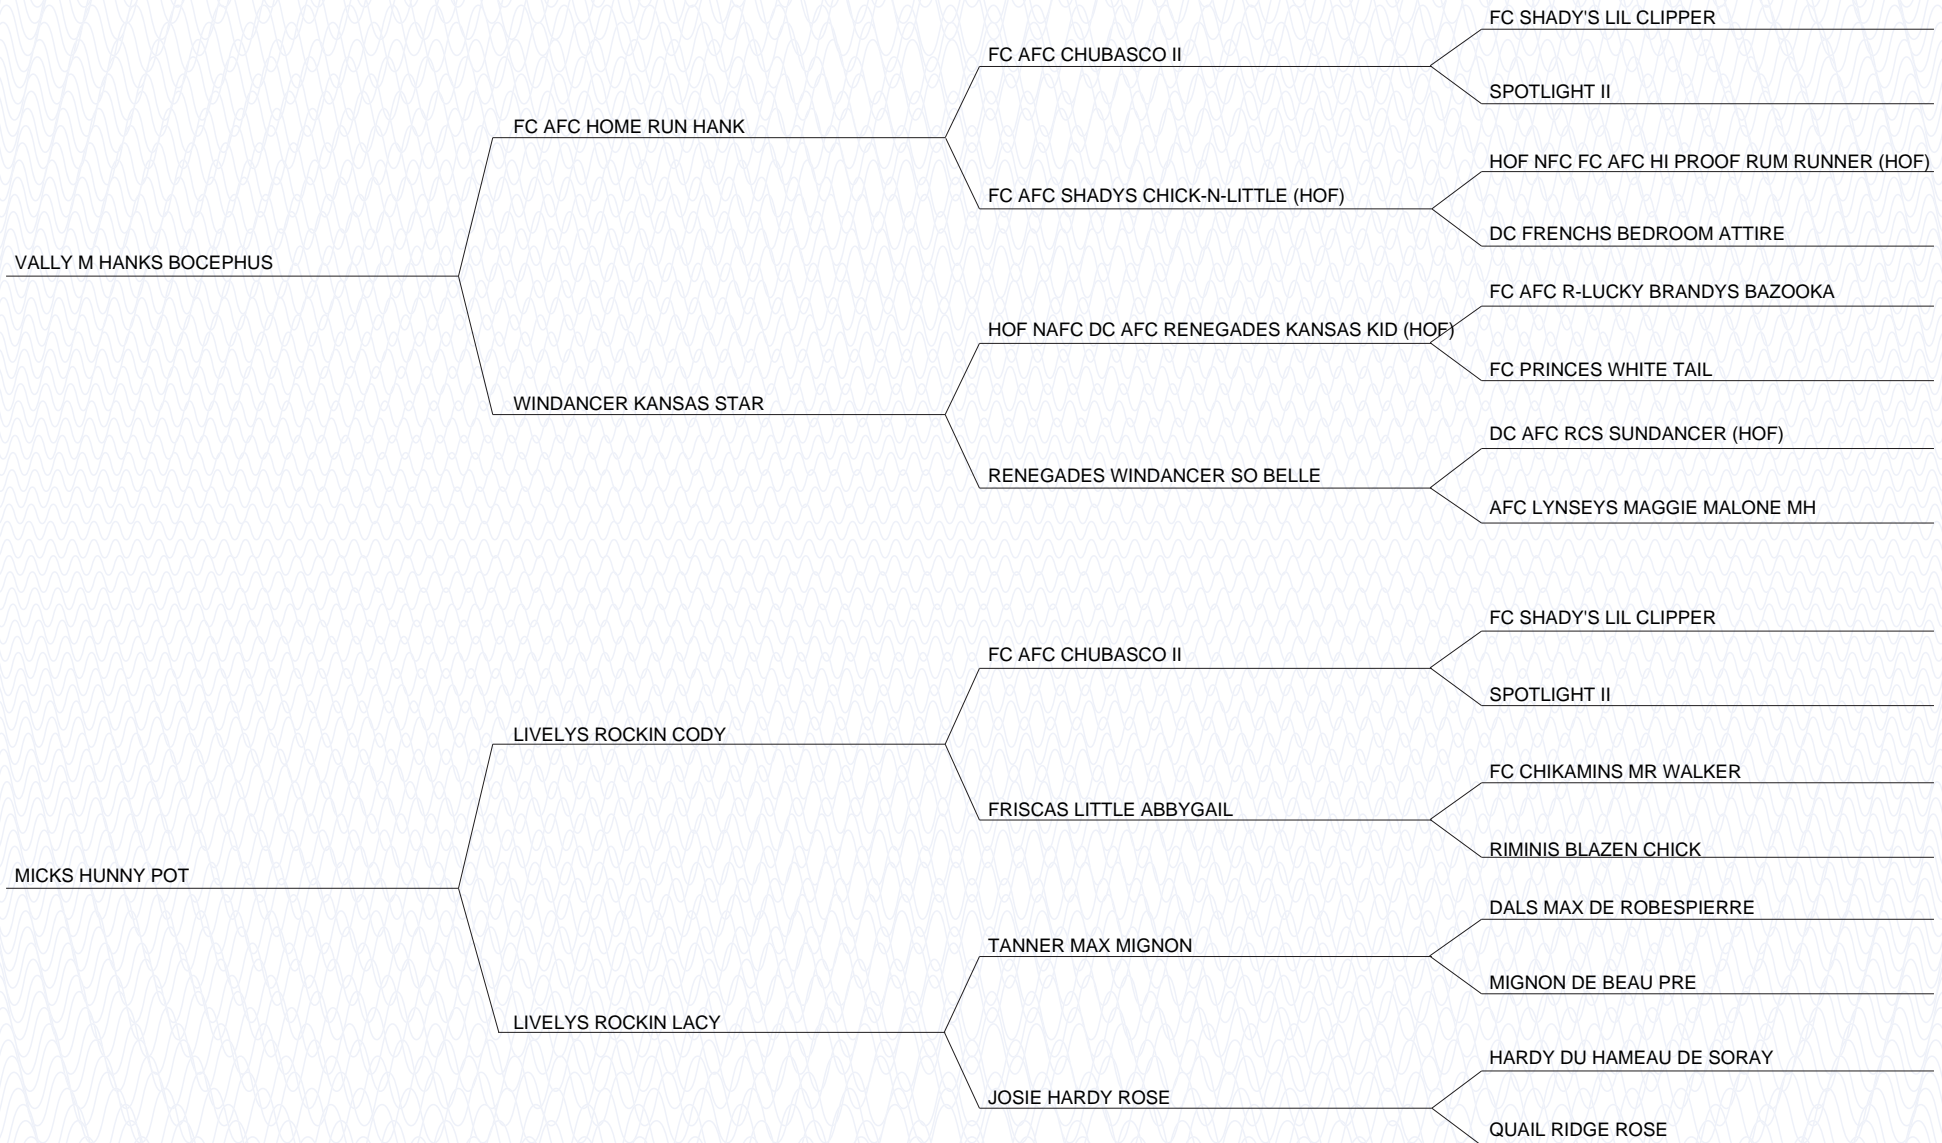 FC SHADY'S LIL CLIPPER
FC AFC CHUBASCO II
SPOTLIGHT II
FC AFC HOME RUN HANK
HOF NFC FC AFC HI PROOF RUM RUNNER (HOF)
FC AFC SHADYS CHICK-N-LITTLE (HOF)
DC FRENCHS BEDROOM ATTIRE
VALLY M HANKS BOCEPHUS
FC AFC R-LUCKY BRANDYS BAZOOKA
HOF NAFC DC AFC RENEGADES KANSAS KID (HOF)
FC PRINCES WHITE TAIL
WINDANCER KANSAS STAR
DC AFC RCS SUNDANCER (HOF)
RENEGADES WINDANCER SO BELLE
AFC LYNSEYS MAGGIE MALONE MH
FC SHADY'S LIL CLIPPER
FC AFC CHUBASCO II
SPOTLIGHT II
LIVELYS ROCKIN CODY
FC CHIKAMINS MR WALKER
FRISCAS LITTLE ABBYGAIL
RIMINIS BLAZEN CHICK
MICKS HUNNY POT
DALS MAX DE ROBESPIERRE
TANNER MAX MIGNON
MIGNON DE BEAU PRE
LIVELYS ROCKIN LACY
HARDY DU HAMEAU DE SORAY
JOSIE HARDY ROSE
QUAIL RIDGE ROSE